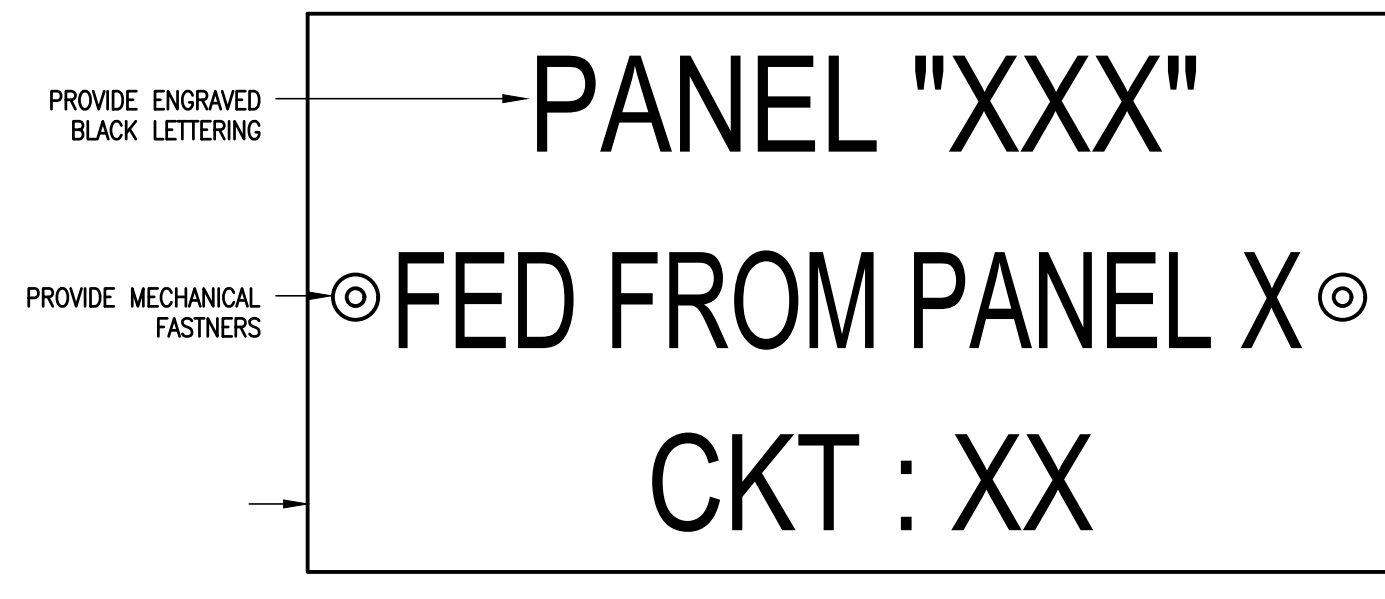 PROVIDE ENGRAVED
BLACK LETTERING
PANEL "XXX"
PROVIDE MECHANICAL
FASTNERS
FED FROM PANEL X
CKT : XX